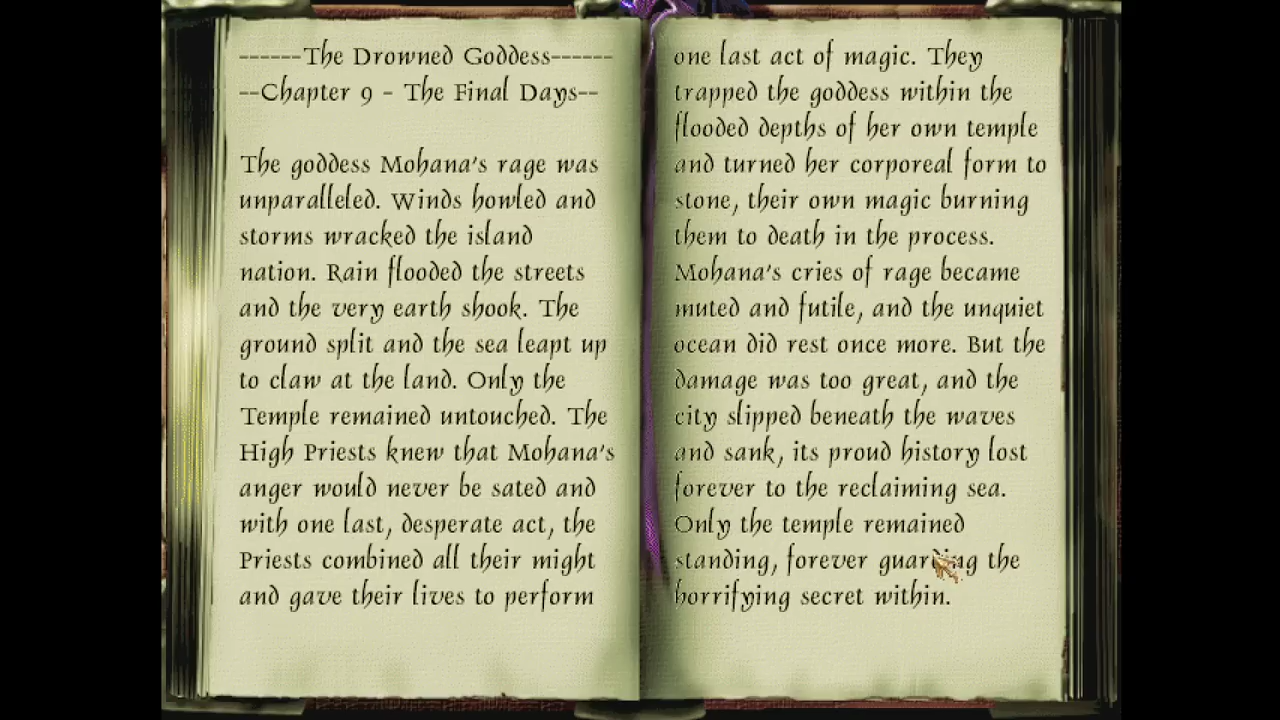 ------The Drowned Goddess------
--Chapter 9 - The Final Days--
The goddess Mohana's rage was
unparalleled. Winds howled and
storms wracked the island
nation. Rain flooded the streets
and the very earth shook. The
ground split and the sea leapt up
to claw at the land. Only the
Temple remained untouched. The
High Priests knew that Mohana's
anger would never be sated and
with one last, desperate act, the
Priests combined all their might
and gave their lives to perform
one last act of magic. They
trapped the goddess within the
flooded depths of her own temple
and turned her corporeal form to
stone, their own magic burning
them to death in the process.
Mohana's cries of rage became
muted and futile, and the unquiet
ocean did rest once more. But the
damage was too great, and the
city slipped beneath the waves
and sank, its proud history lost
forever to the reclaiming sea.
Only the temple remained
standing, forever guarding the
horrifying secret within.